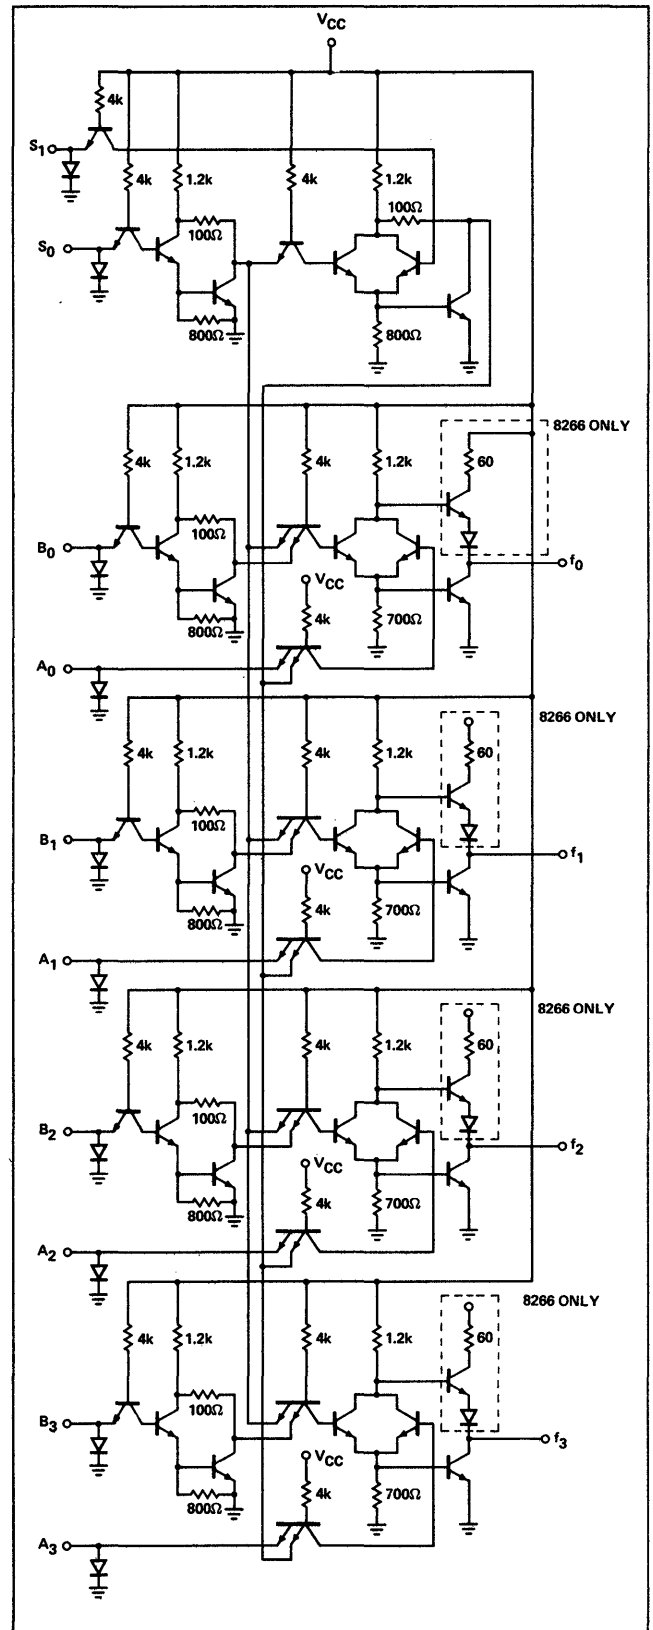 VCC
4k
S1
4k
1.2k
4k
1.2k
100Ω
100Ω
S0
800Ω
800Ω
8266 ONLY
4k
1.2k
4k
1.2k
60
100Ω
B0
f0
VCC
800Ω
4k
700Ω
A0
8266 ONLY
4k
1.2k
4k
1.2k
60
100Ω
B1
f1
VCC
800Ω
4k
700Ω
A1
8266 ONLY
4k
1.2k
4k
1.2k
60
100Ω
B2
f2
VCC
800Ω
4k
700Ω
A2
8266 ONLY
4k
1.2k
4k
1.2k
60
100Ω
B3
f3
VCC
800Ω
4k
700Ω
A3